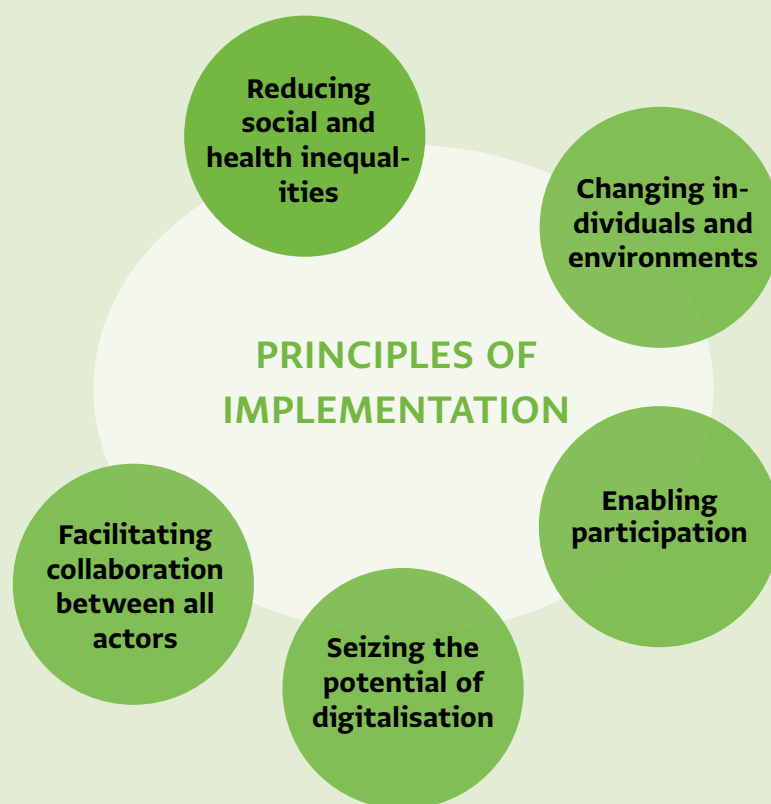 Reducing
social and
health inequal-
ities
Changing in-
dividuals and
environments
PRINCIPLES OF
IMPLEMENTATION
Enabling
participation
Facilitating
collaboration
between all
actors
Seizing the
potential of
digitalisation